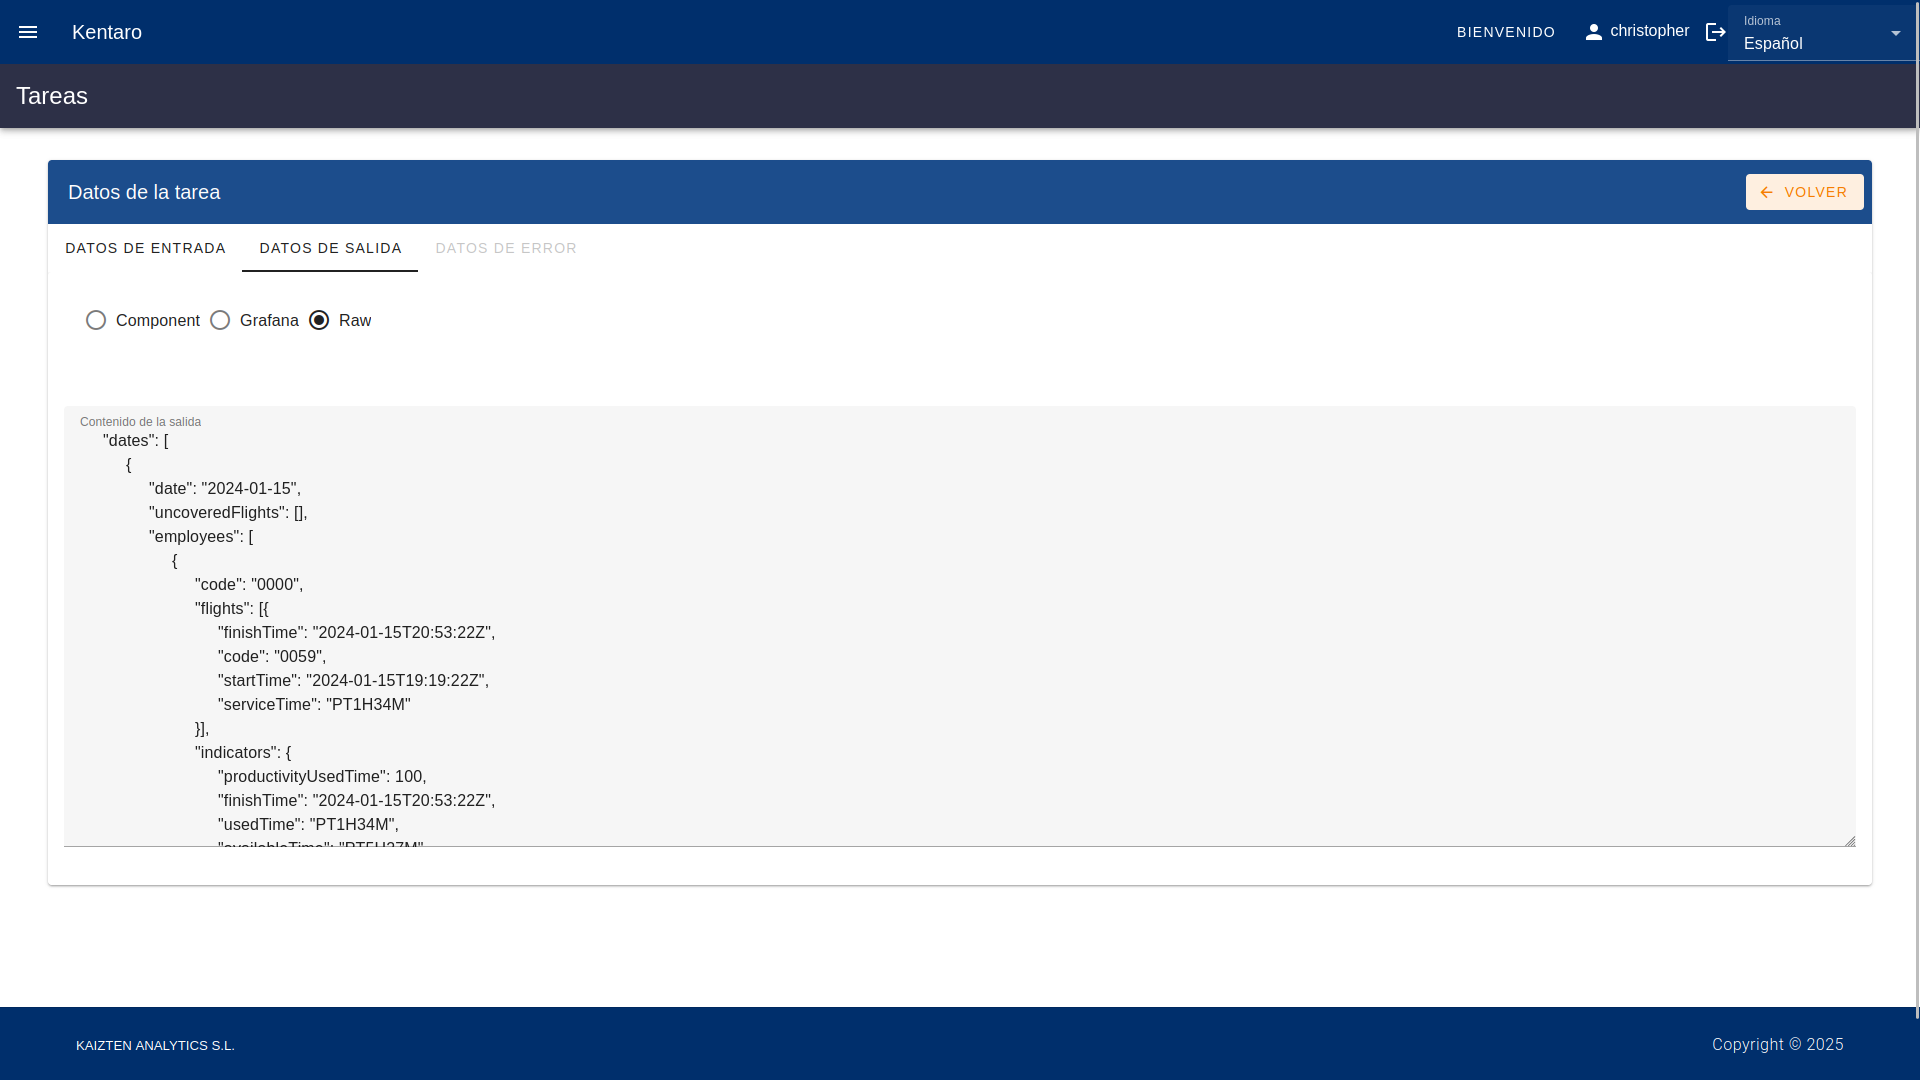 Kentaro
BIENVENIDO
christopher
Idioma
Español
Tareas
Datos de la tarea
VOLVER
DATOS DE ENTRADA
DATOS DE SALIDA
DATOS DE ERROR
Component
Grafana
Raw
Contenido de la salida
"dates": [
{
"date": "2024-01-15",
"uncoveredFlights": [],
"employees": [
{
"code": "0000",
"flights": [{
"finishTime": "2024-01-15T20:53:22Z",
"code": "0059",
"startTime": "2024-01-15T19:19:22Z",
"serviceTime": "PT1H34M"
}],
"indicators": {
"productivityUsedTime": 100,
"finishTime": "2024-01-15T20:53:22Z",
"usedTime": "PT1H34M",
"availableTime": "PT5H27M"
KAIZTEN ANALYTICS S.L.
Copyright © 2025